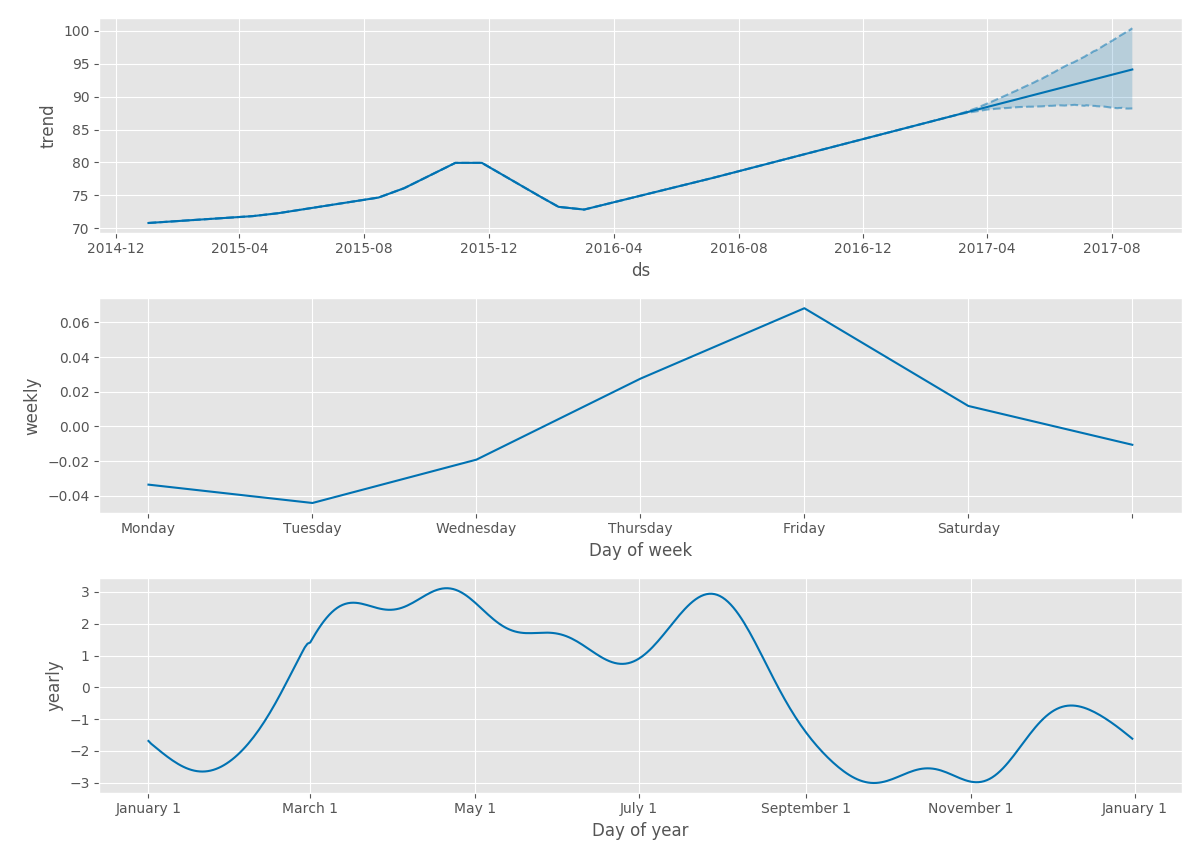 trend
100
95
90
85
80
75
70
2014-12 2015-04 2015-08 2015-12 2016-04 2016-08 2016-12 2017-04 2017-08
ds
weekly
0.06
0.04
0.02
0.00
−0.02
−0.04
Monday Tuesday Wednesday Thursday Friday Saturday
Day of week
yearly
3
2
1
0
−1
−2
−3
January 1 March 1 May 1 July 1 September 1 November 1 January 1
Day of year